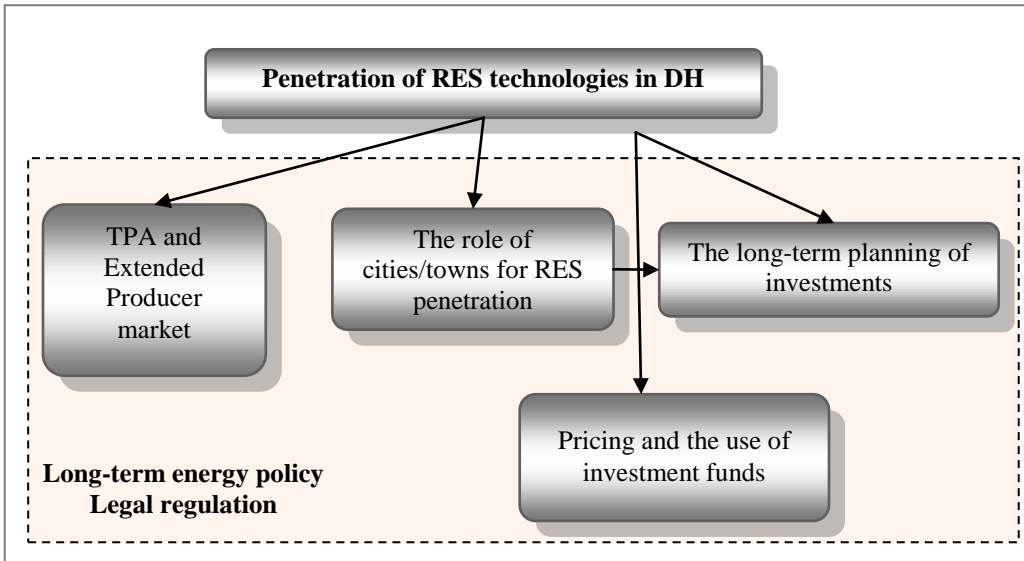 Penetration of RES technologies in DH
TPA and
Extended
Producer
market
The role of
cities/towns for RES
penetration
The long-term planning of
investments
Pricing and the use of
investment funds
Long-term energy policy
Legal regulation